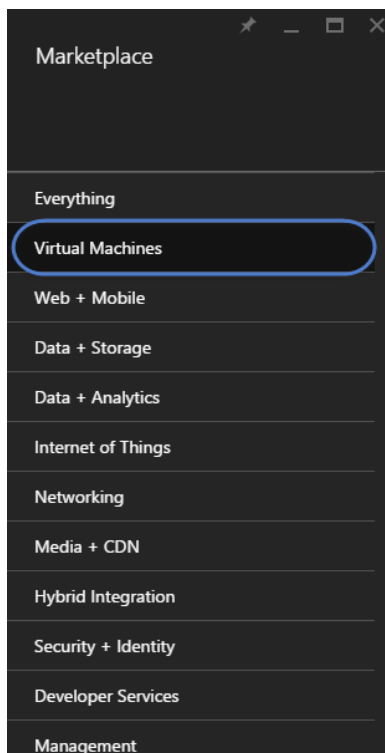 Marketplace
Everything
Virtual Machines
Web + Mobile
Data + Storage
Data + Analytics
Internet of Things
Networking
Media + CDN
Hybrid Integration
Security + Identity
Developer Services
Management